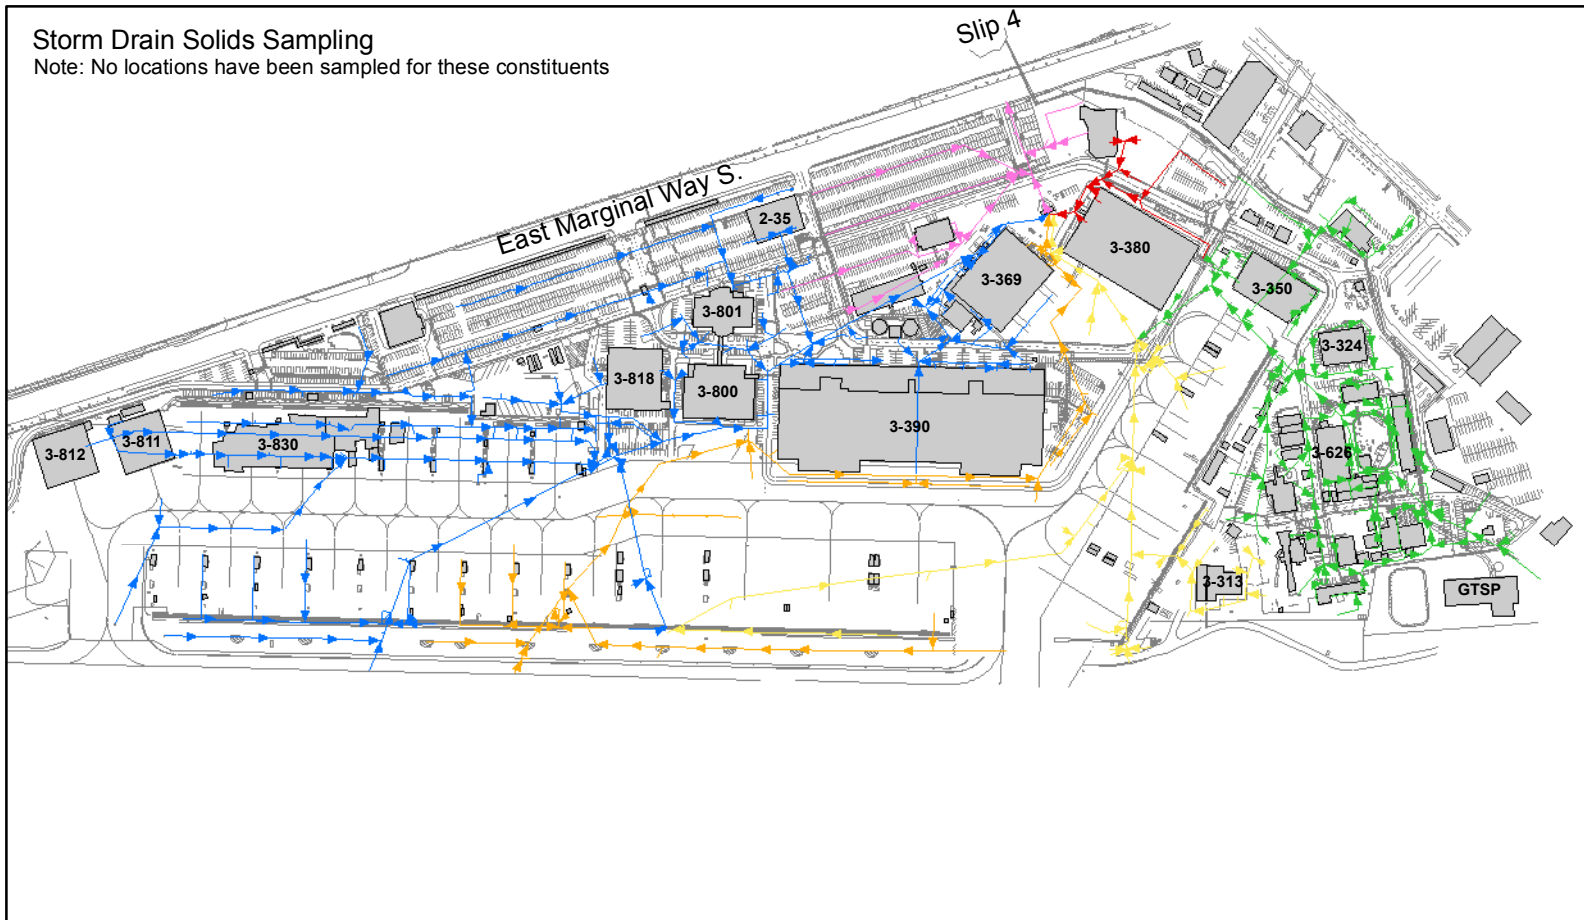 Storm Drain Solids Sampling
Note: No locations have been sampled for these constituents
Slip 4
East Marginal Way S.
2-35
3-380
3-369
3-350
3-801
3-324
3-818
3-800
3-390
3-811
3-830
3-812
3-626
3-313
GTSP